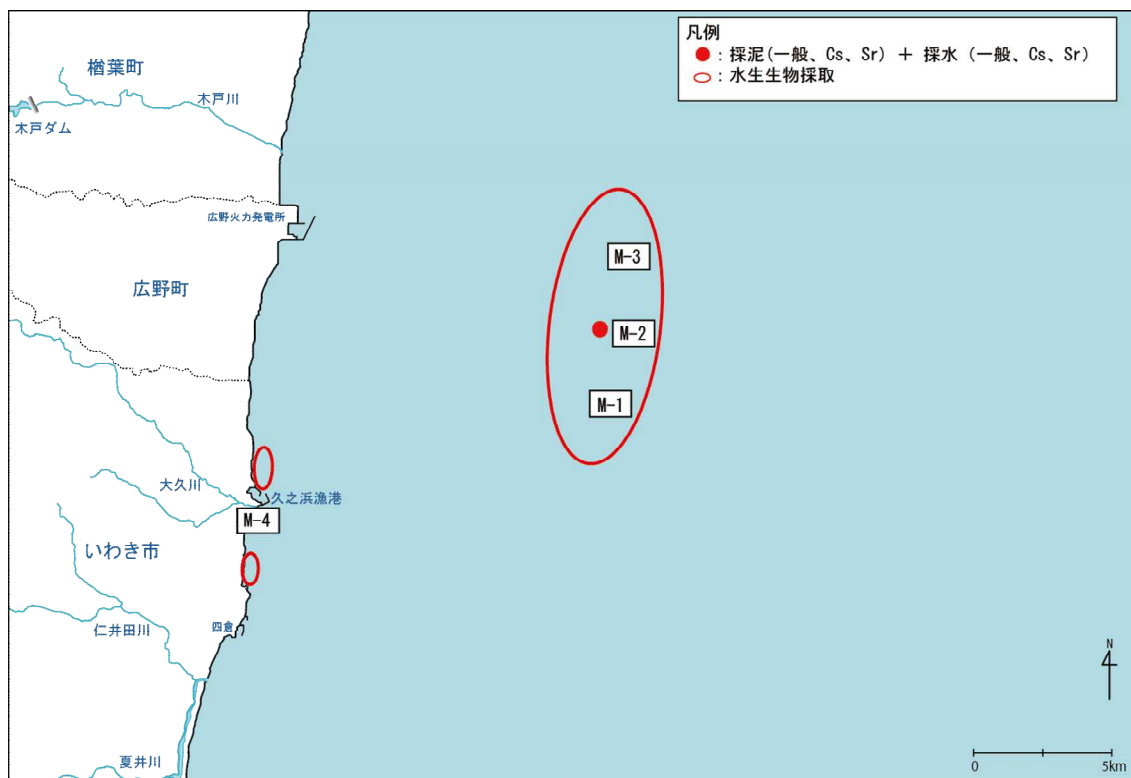 凡例
：採泥(一般、Cs、Sr) ＋ 採水 (一般、Cs、Sr)
：水生生物採取
楢葉町
木戸川
木戸ダム
広野火力発電所
広野町
M-3
M-2
M-1
大久川
久之浜漁港
M-4
いわき市
仁井田川
四倉
夏井川
N
0 5km